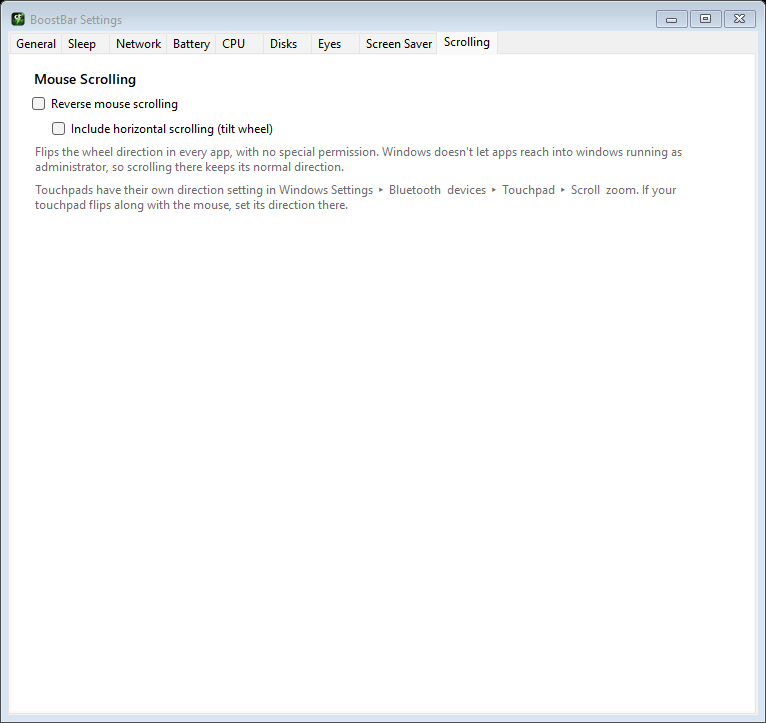 BoostBar Settings
General Sleep Network Battery CPU Disks Eyes Screen Saver Scrolling
Mouse Scrolling
Reverse mouse scrolling
Include horizontal scrolling (tilt wheel)
Flips the wheel direction in every app, with no special permission. Windows doesn't let apps reach into windows running as
administrator, so scrolling there keeps its normal direction.
Touchpads have their own direction setting in Windows Settings ▸ Bluetooth devices ▸ Touchpad ▸ Scroll zoom. If your
touchpad flips along with the mouse, set its direction there.